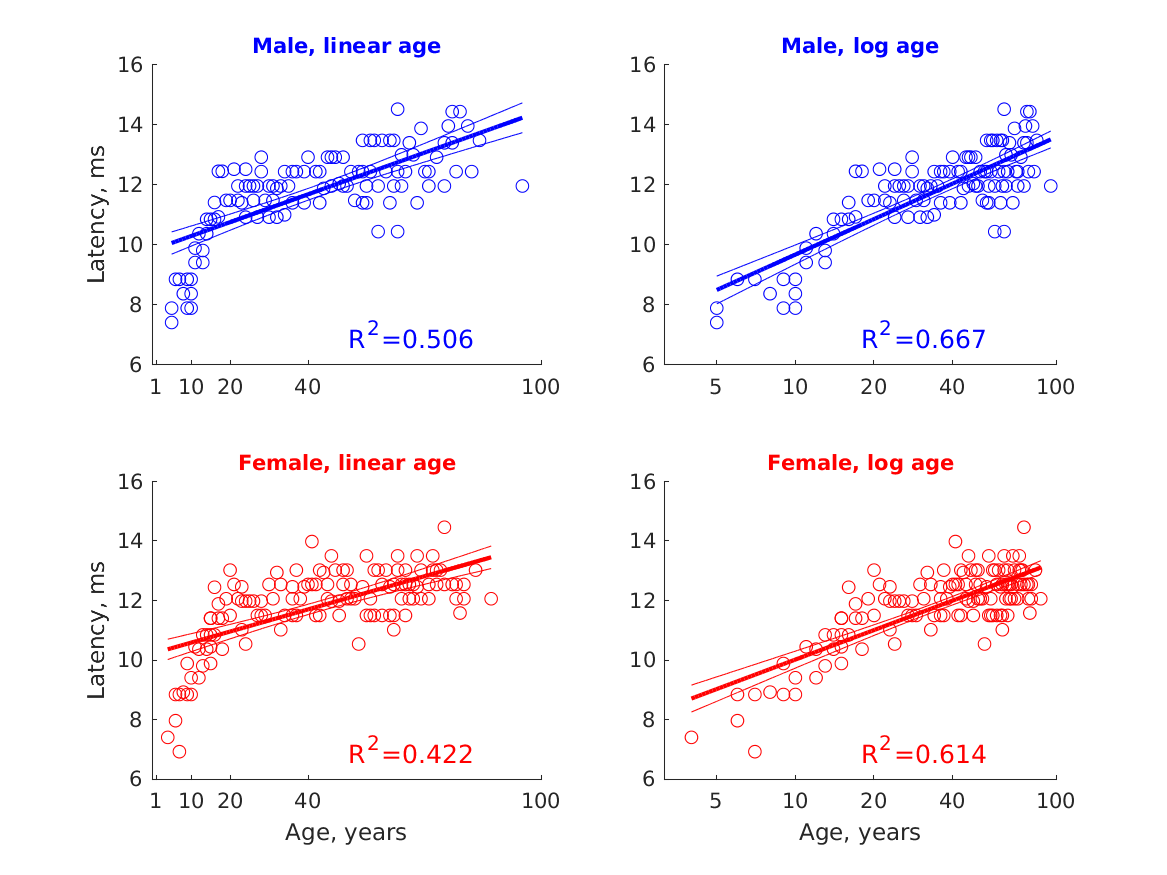 Male, linear age
Latency, ms
16
14
12
10
8
6
R²=0.506
1 10 20 40 100
Male, log age
16
14
12
10
8
6
R²=0.667
5 10 20 40 100
Female, linear age
Latency, ms
16
14
12
10
8
6
R²=0.422
1 10 20 40 100
Age, years
Female, log age
16
14
12
10
8
6
R²=0.614
5 10 20 40 100
Age, years